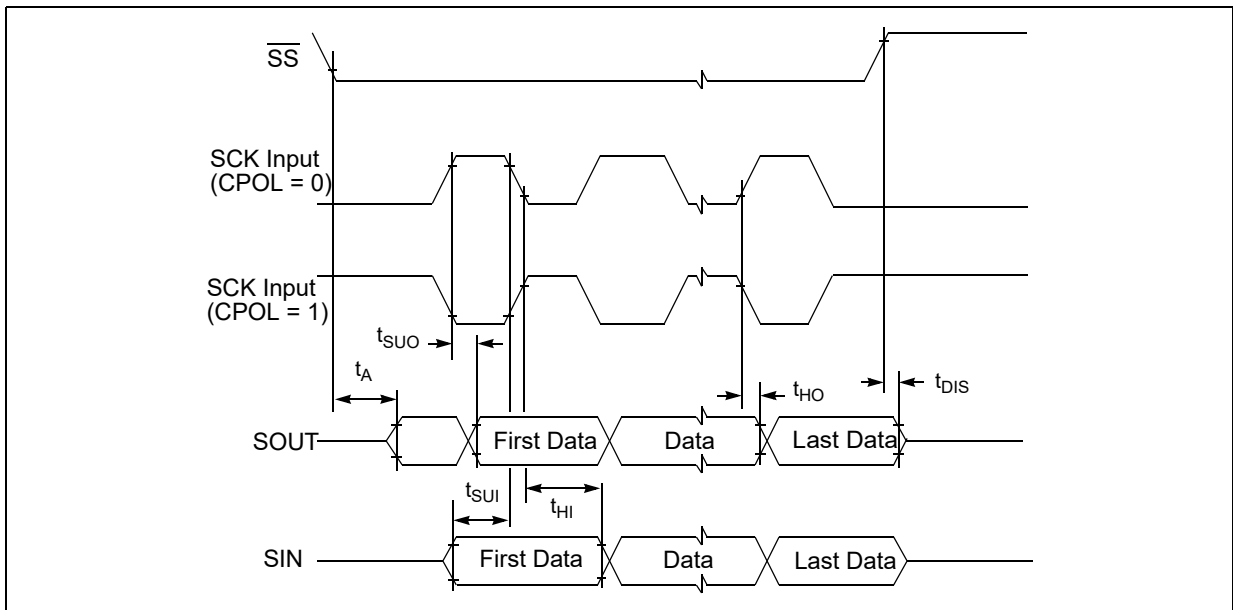 SS
SCK Input
(CPOL = 0)
SCK Input
(CPOL = 1)
tSUO
tA
tHO
tDIS
SOUT
First Data
Data
Last Data
tSUI
tHI
SIN
First Data
Data
Last Data